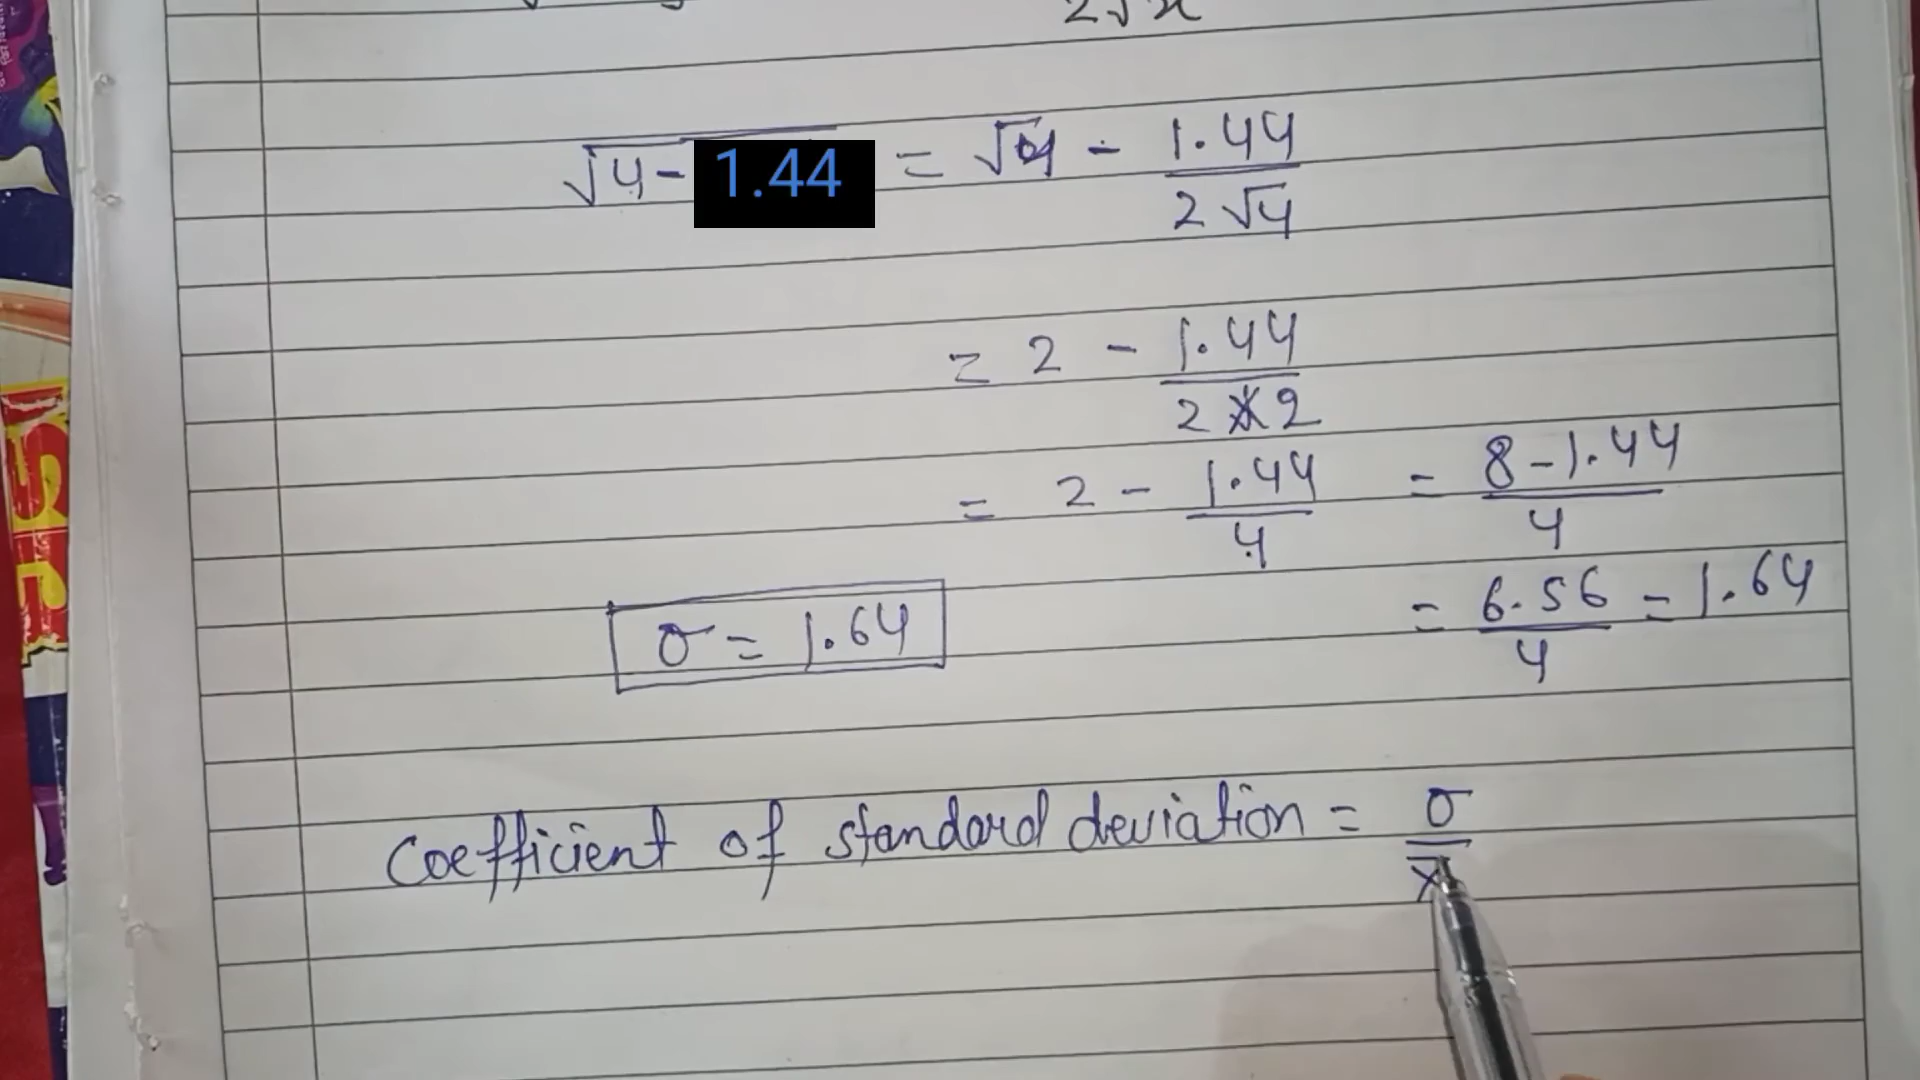 2√x
√4- 1.44 = √4 - 1.44/2√4
= 2 - 1.44/2×2
= 2 - 1.44/4 = 8-1.44/4
= 6.56/4 = 1.64
σ = 1.64
Coefficient of standard deviation = σ/x̄